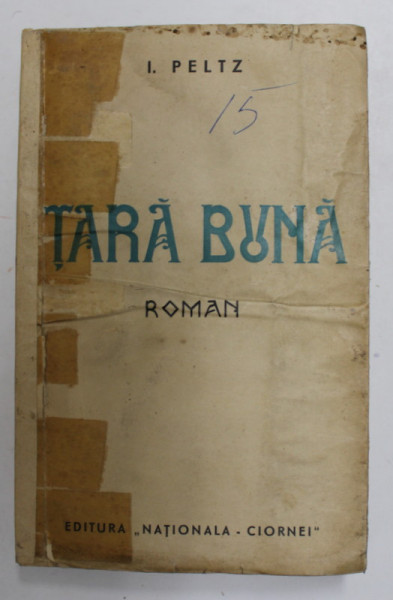 I. PELTZ
15
ȚARĂ BUNĂ
ROMAN
EDITURA „NAȚIONALA - CIORNEI"